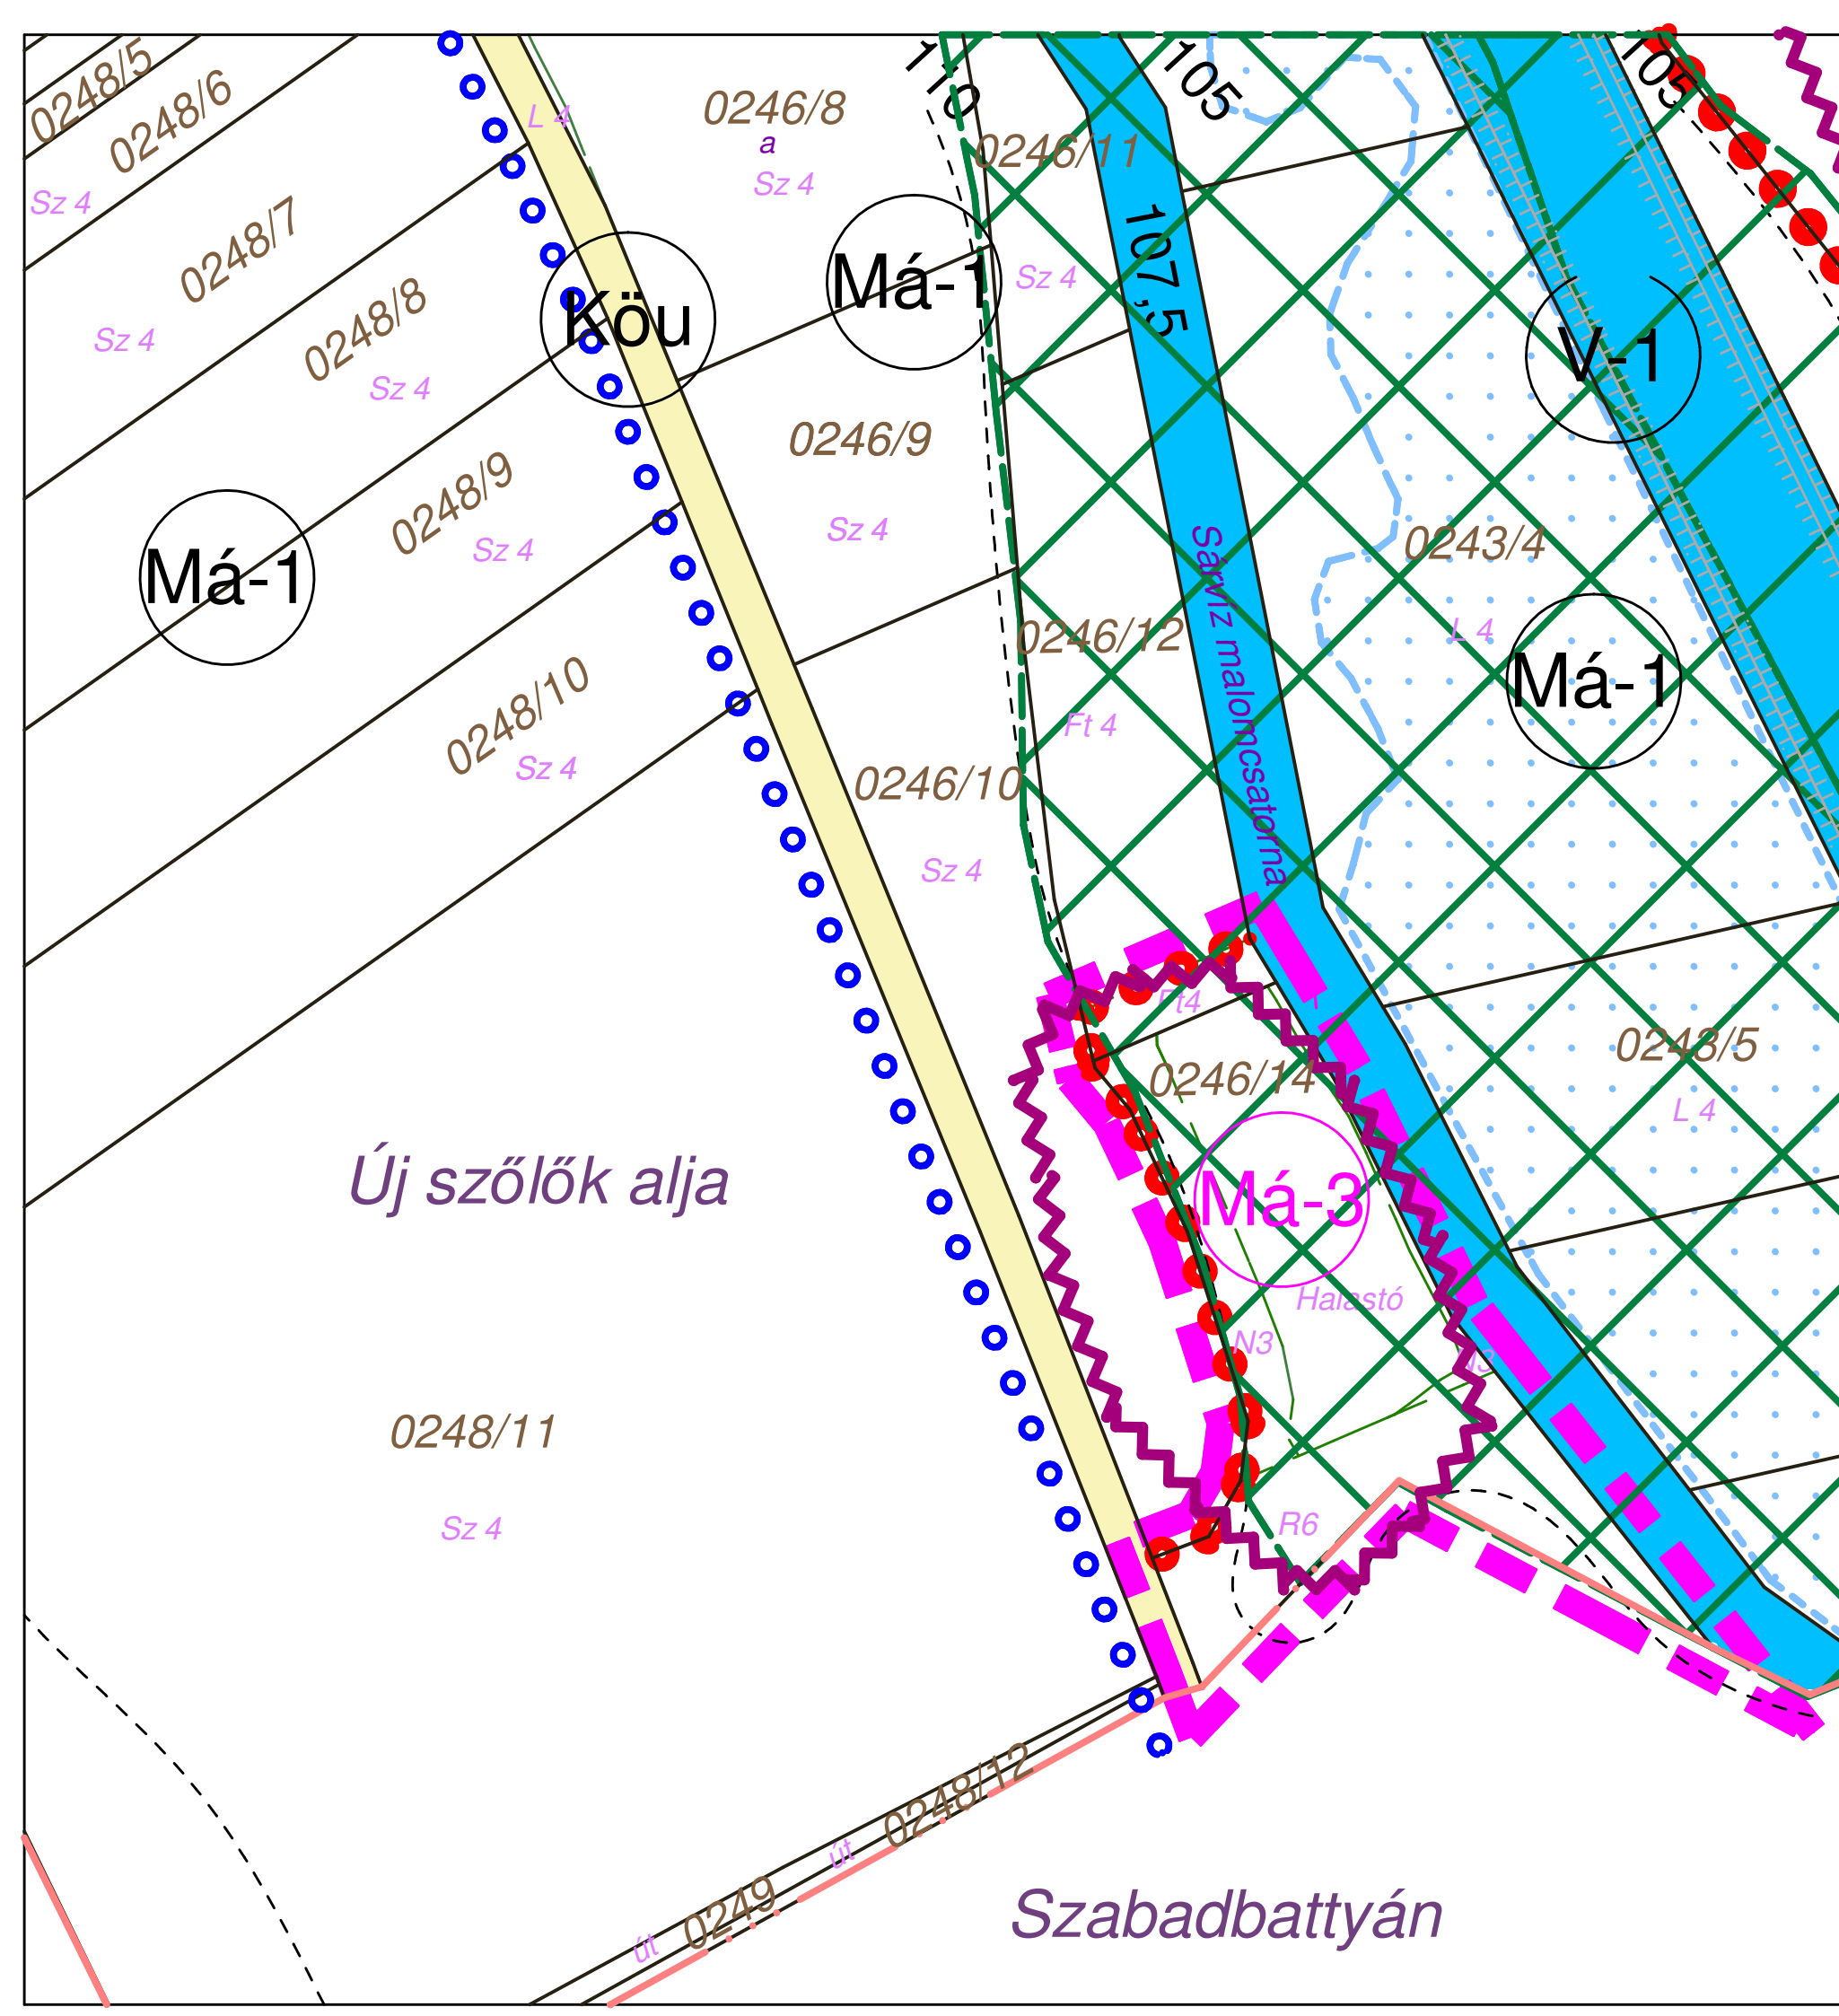 0248/5
0248/6
Sz 4
0248/7
Sz 4
0248/8
Sz 4
0248/9
Sz 4
Má-1
0248/10
Sz 4
L 4
Köu
0246/8
a
Sz 4
Má-1
110
0246/11
Sz 4
105
107,5
105
V-1
0246/9
Sz 4
0243/4
L 4
Má-1
0246/12
Ft 4
Sárvíz malomcsatorna
0246/10
Sz 4
Ft4
0246/14
0243/5
L 4
Má-3
Halastó
N3
N3
R6
Új szőlők alja
0248/11
Sz 4
0248/12
út
0249
út
Szabadbattyán